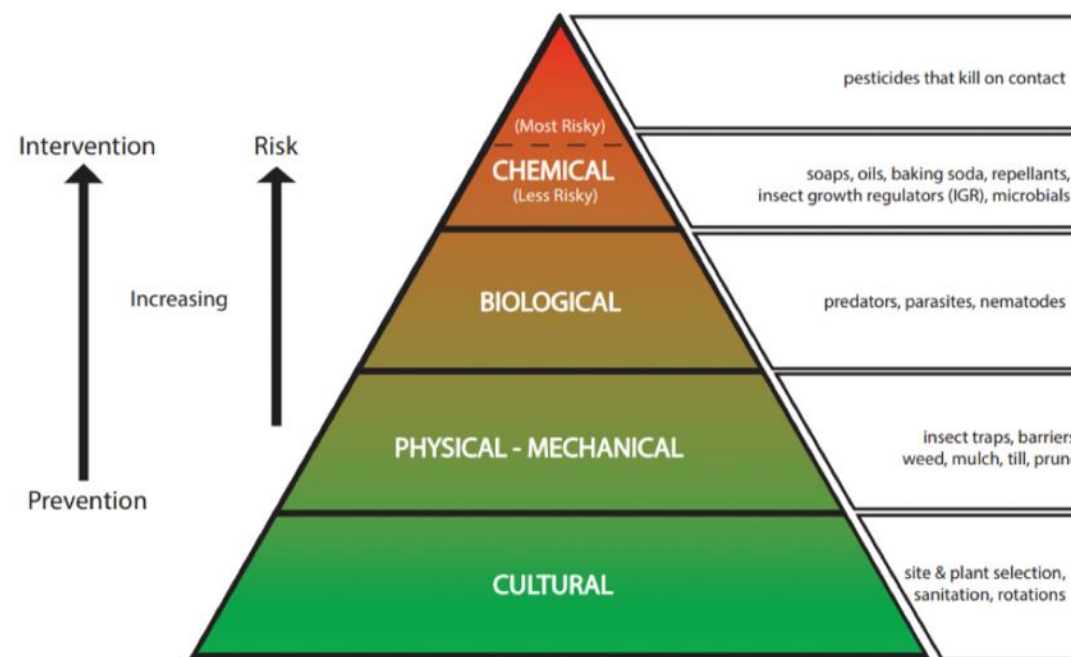 pesticides that kill on contact
(Most Risky)
Intervention
Risk
CHEMICAL
(Less Risky)
soaps, oils, baking soda, repellants,
insect growth regulators (IGR), microbials
Increasing
BIOLOGICAL
predators, parasites, nematodes
PHYSICAL - MECHANICAL
insect traps, barriers
weed, mulch, till, prun
Prevention
CULTURAL
site & plant selection,
sanitation, rotations